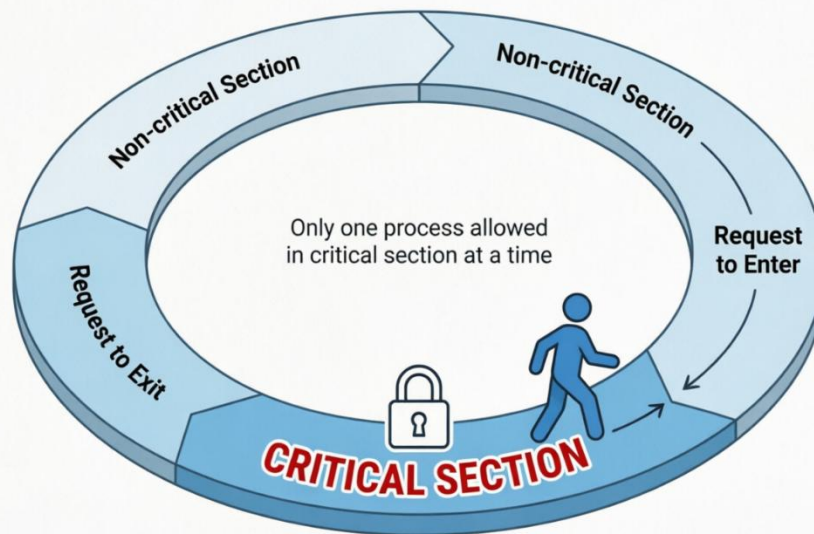 Non-critical Section
Non-critical Section
Request
to Enter
Only one process allowed
in critical section at a time
Request to Exit
CRITICAL SECTION